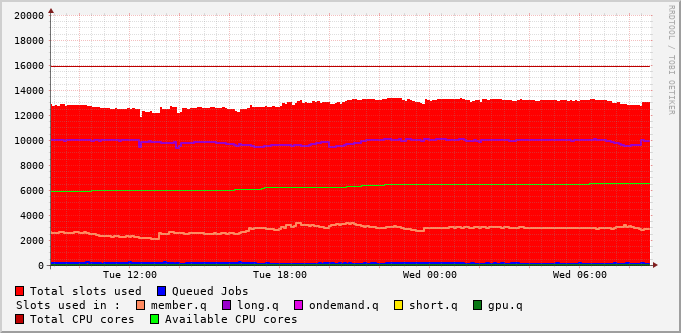 RRDTOOL / TOBI OETIKER
20000
18000
16000
14000
12000
10000
8000
6000
4000
2000
0
Tue 12:00 Tue 18:00 Wed 00:00 Wed 06:00
Total slots used Queued Jobs
Slots used in : member.q long.q ondemand.q short.q gpu.q
Total CPU cores Available CPU cores